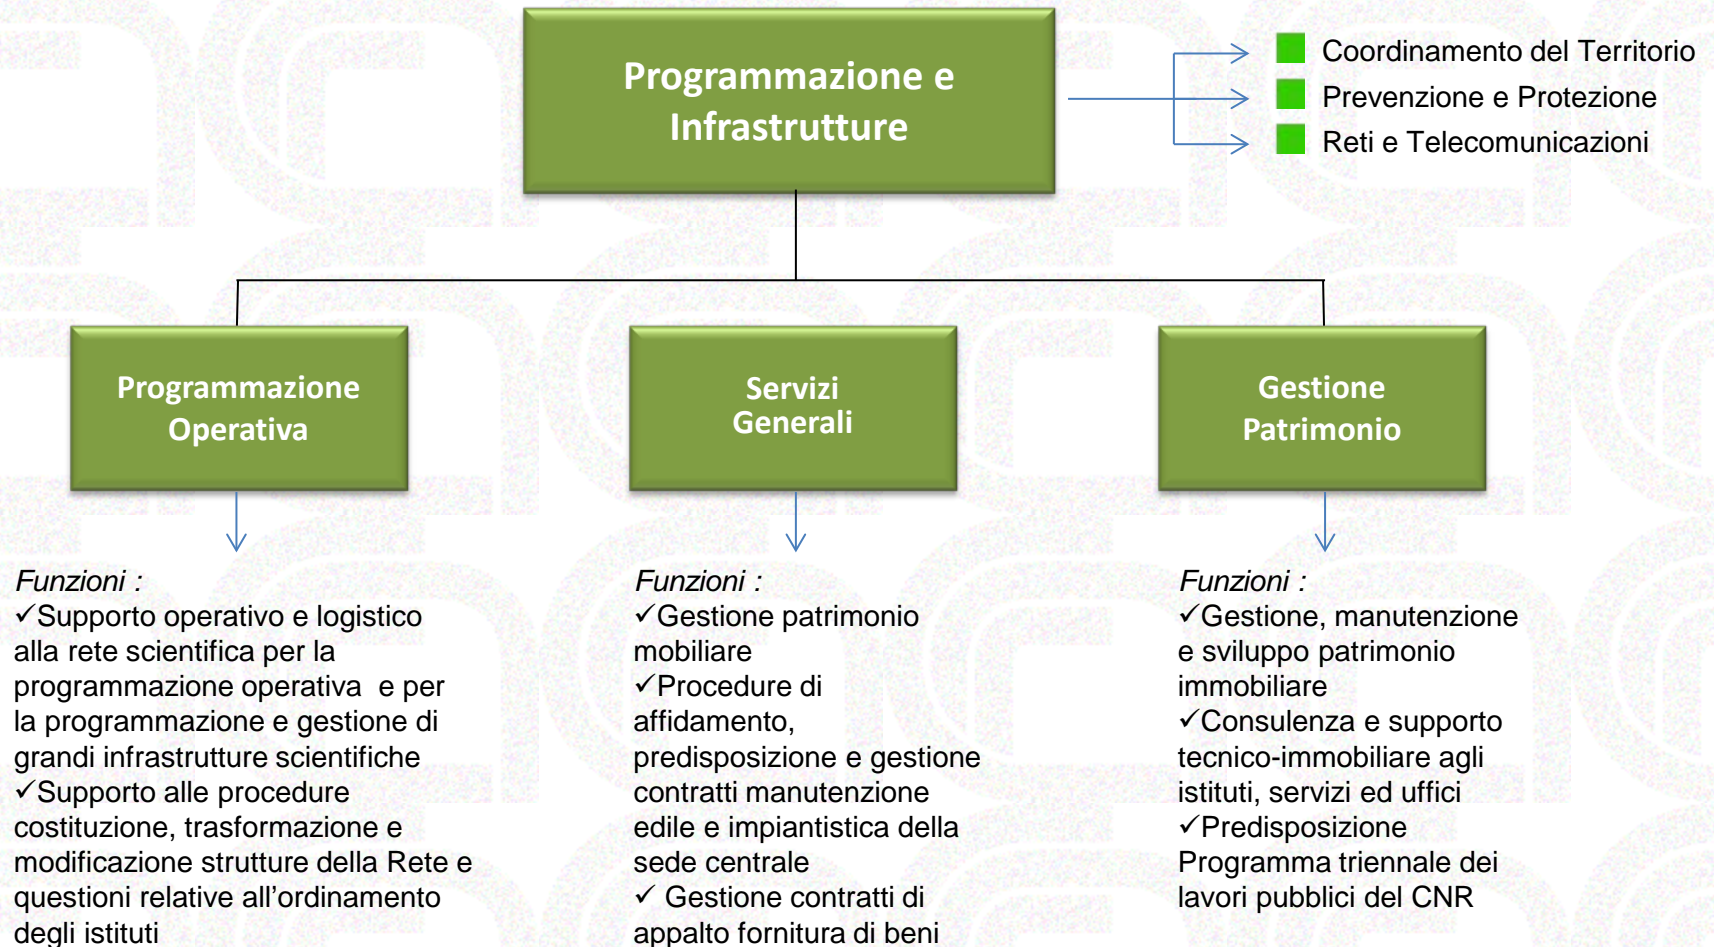 Programmazione e
Infrastrutture
Coordinamento del Territorio
Prevenzione e Protezione
Reti e Telecomunicazioni
Programmazione
Operativa
Servizi
Generali
Gestione
Patrimonio
Funzioni :
✓Supporto operativo e logistico
alla rete scientifica per la
programmazione operativa  e per
la programmazione e gestione di
grandi infrastrutture scientifiche
✓Supporto alle procedure
costituzione, trasformazione e
modificazione strutture della Rete e
questioni relative all’ordinamento
degli istituti
Funzioni :
✓Gestione patrimonio
mobiliare
✓Procedure di
affidamento,
predisposizione e gestione
contratti manutenzione
edile e impiantistica della
sede centrale
✓ Gestione contratti di
appalto fornitura di beni
Funzioni :
✓Gestione, manutenzione
e sviluppo patrimonio
immobiliare
✓Consulenza e supporto
tecnico-immobiliare agli
istituti, servizi ed uffici
✓Predisposizione
Programma triennale dei
lavori pubblici del CNR